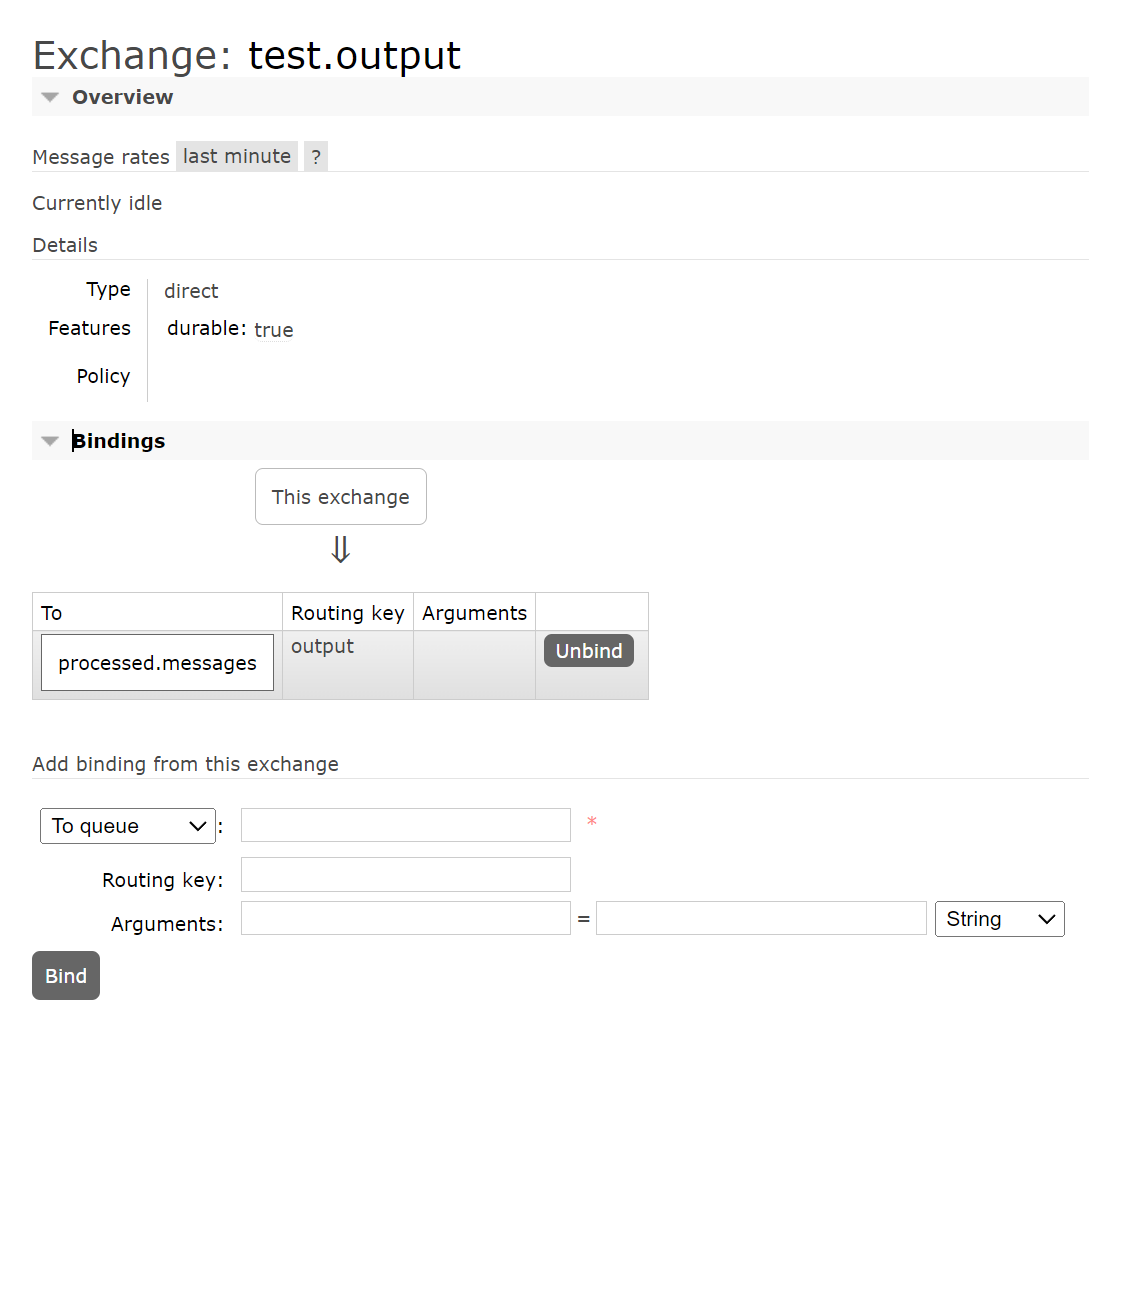 Exchange: test.output
Overview
Message rates last minute ?
Currently idle
Details
Type direct
Features durable: true
Policy
Bindings
This exchange
⇓
To Routing key Arguments
processed.messages output Unbind
Add binding from this exchange
To queue : *
Routing key:
Arguments: = String
Bind